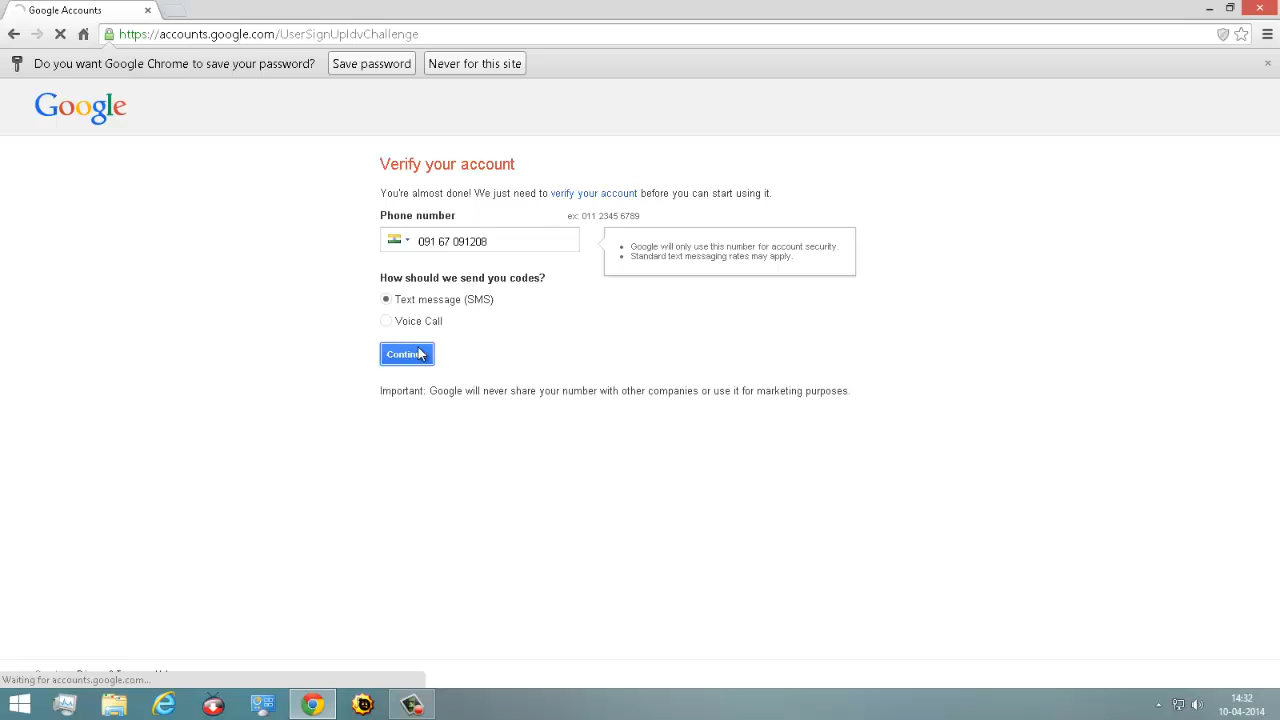 Google Accounts
https://accounts.google.com/UserSignUpIdvChallenge
Do you want Google Chrome to save your password? Save password Never for this site
Google
Verify your account
You're almost done! We just need to verify your account before you can start using it.
Phone number ex: 011 2345 6789
091 67 091208
Google will only use this number for account security.
Standard text messaging rates may apply.
How should we send you codes?
Text message (SMS)
Voice Call
Continue
Important: Google will never share your number with other companies or use it for marketing purposes.
Waiting for accounts.google.com...
14:32
10-04-2014